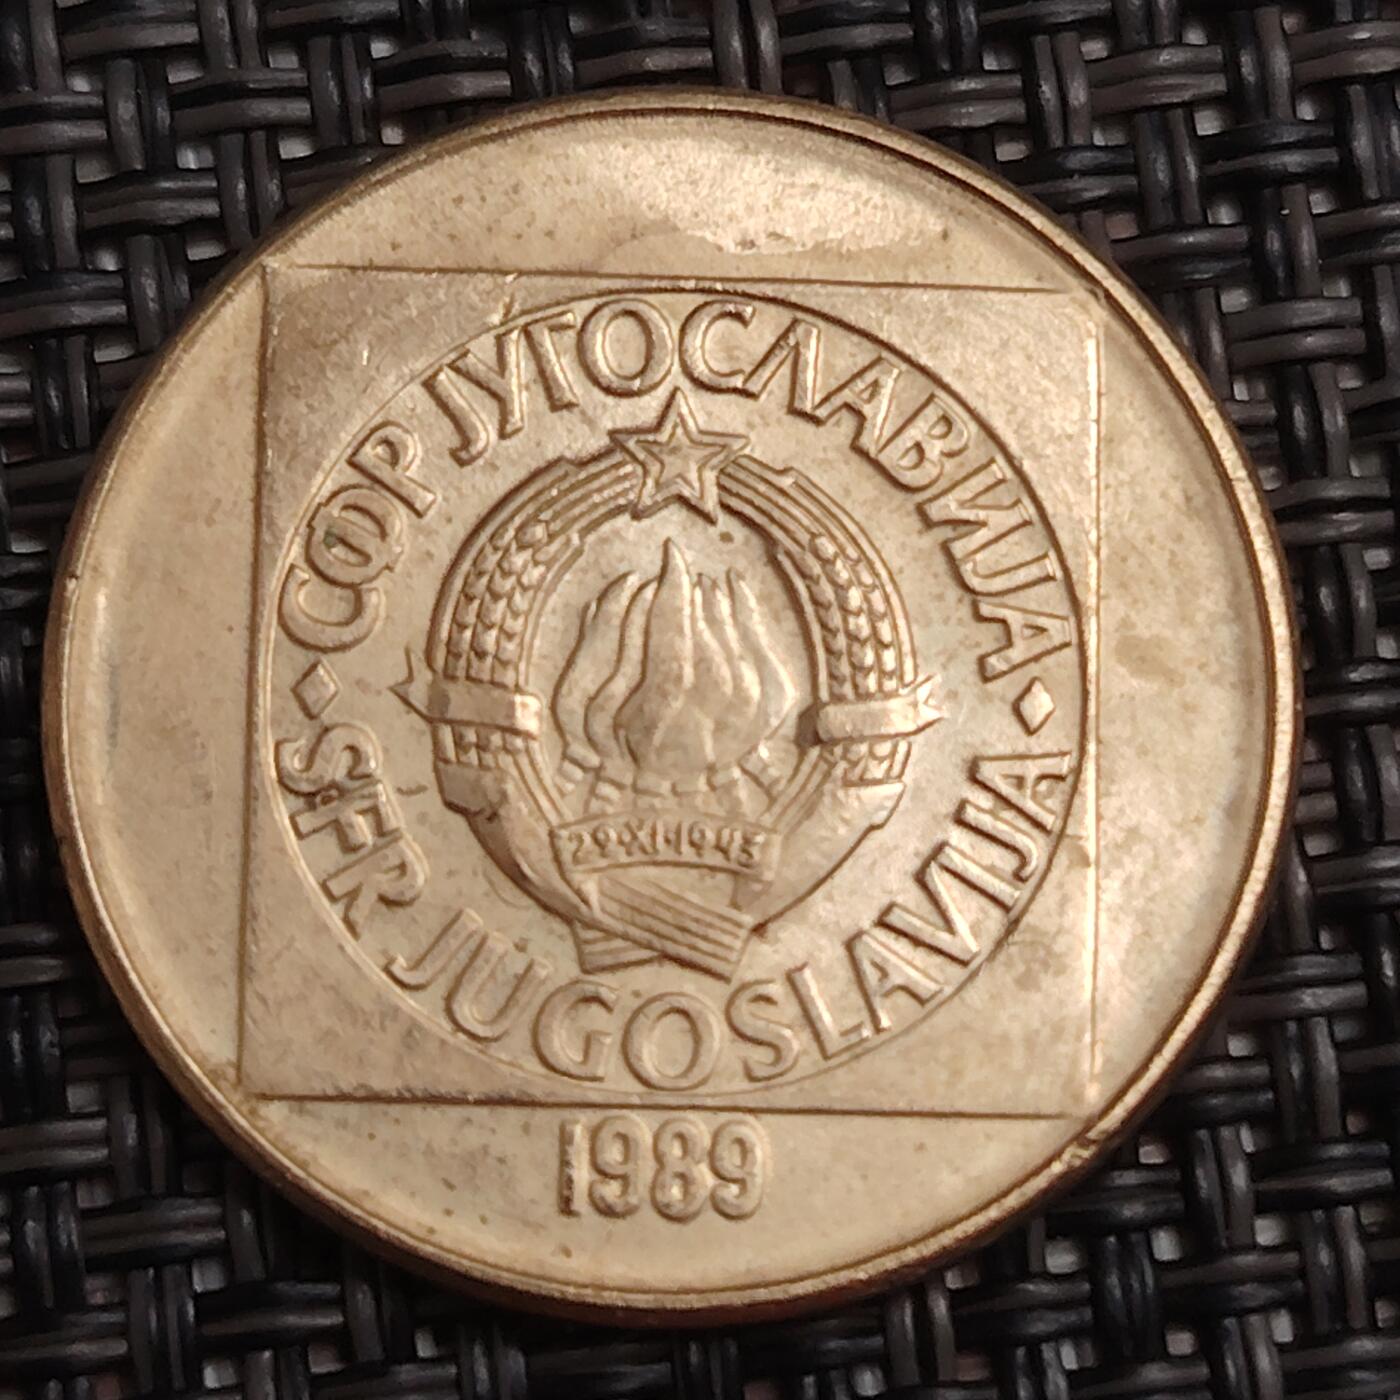 СФР ЈУГОСЛАВИЈА
29·XI·1943
SFR JUGOSLAVIJA
1989